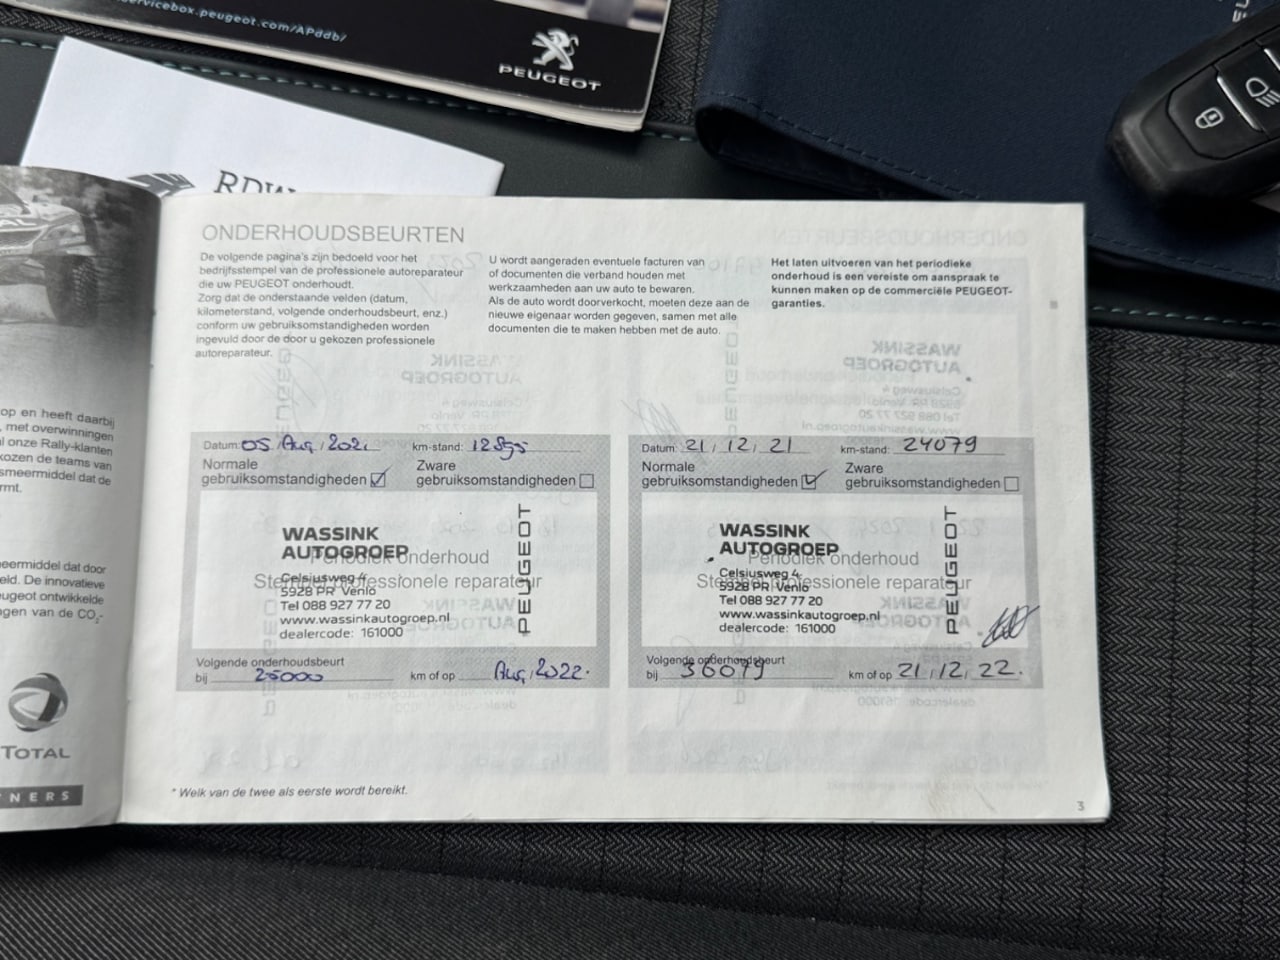 servicebox.peugeot.com/APddb/
PEUGEOT
RDW
ONDERHOUDSBEURTEN
De volgende pagina's zijn bedoeld voor het
bedrijfsstempel van de professionele autoreparateur
die uw PEUGEOT onderhoudt.
Zorg dat de onderstaande velden (datum,
kilometerstand, volgende onderhoudsbeurt, enz.)
conform uw gebruiksomstandigheden worden
ingevuld door de door u gekozen professionele
autoreparateur.
U wordt aangeraden eventuele facturen van
of documenten die verband houden met
werkzaamheden aan uw auto te bewaren.
Als de auto wordt doorverkocht, moeten deze aan de
nieuwe eigenaar worden gegeven, samen met alle
documenten die te maken hebben met de auto.
Het laten uitvoeren van het periodieke
onderhoud is een vereiste om aanspraak te
kunnen maken op de commerciële PEUGEOT-
garanties.
op en heeft daarbij
, met overwinningen
onze Rally-klanten
kozen de teams van
smeermiddel dat de
rmt.
eermiddel dat door
eld. De innovatieve
eugeot ontwikkelde
ngen van de CO2-
TOTAL
NERS
Datum: 05 Aug, 202 km-stand: 12895
Normale
gebruiksomstandigheden
Zware
gebruiksomstandigheden
WASSINK
AUTOGROEP
Periodiek onderhoud
Stempel professionele reparateur
Celsiusweg 4
5928 PR Venlo
Tel 088 927 77 20
www.wassinkautogroep.nl
dealercode: 161000
PEUGEOT
Volgende onderhoudsbeurt
bij 25000 km of op Aug, 2022.
Datum: 21, 12, 21 km-stand: 24079
Normale
gebruiksomstandigheden
Zware
gebruiksomstandigheden
WASSINK
AUTOGROEP
Periodiek onderhoud
Celsiusweg 4
Stempel professionele reparateur
5928 PR Venlo
Tel 088 927 77 20
www.wassinkautogroep.nl
dealercode: 161000
PEUGEOT
Volgende onderhoudsbeurt
bij 36079 km of op 21, 12, 22.
* Welk van de twee als eerste wordt bereikt.
3